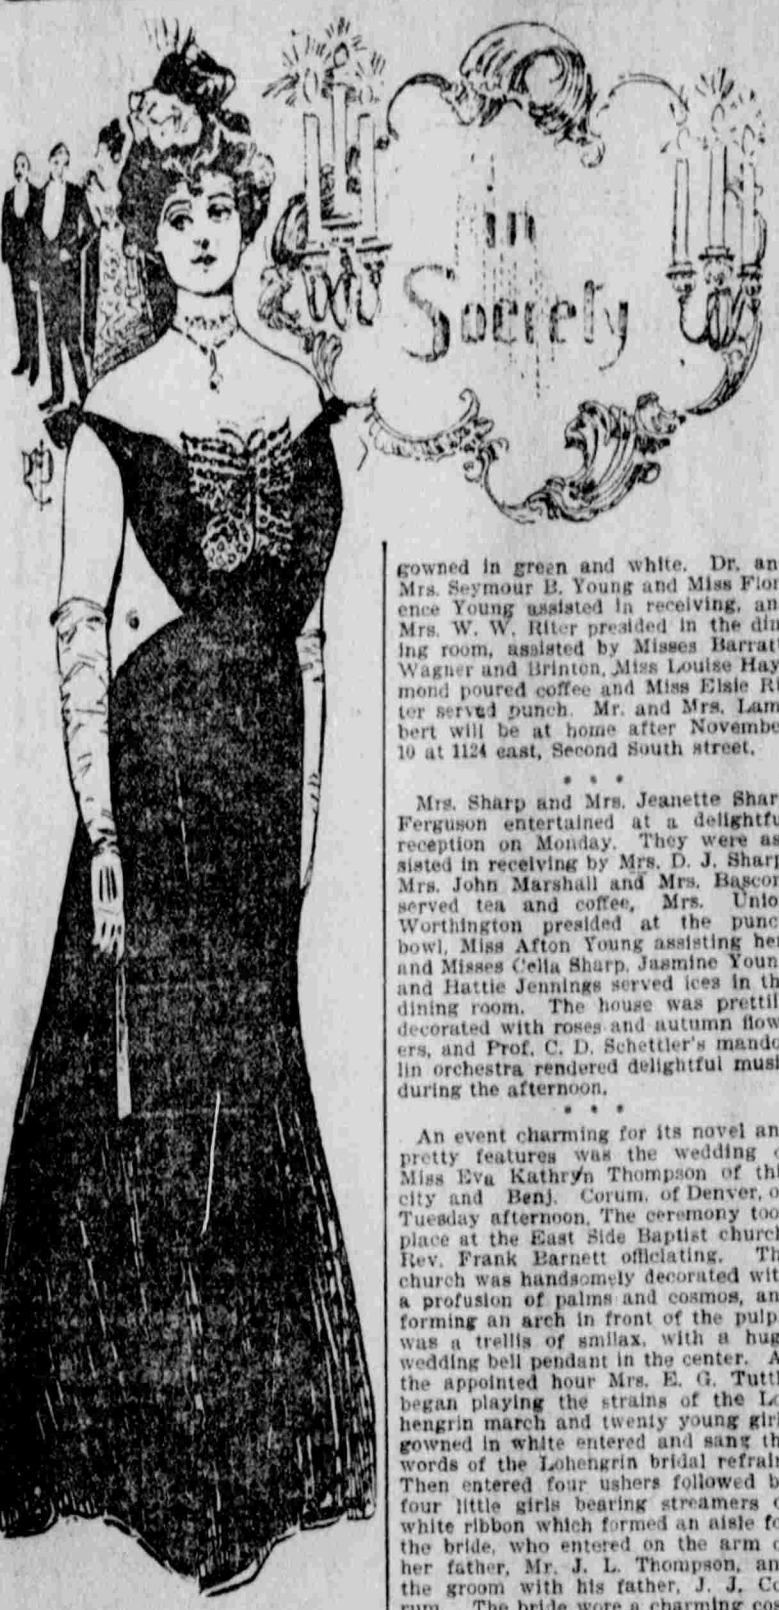 in
Society
gowned in green and white. Dr. an
Mrs. Seymour B. Young and Miss Flor
ence Young assisted in receiving, an
Mrs. W. W. Riter presided in the din
ing room, assisted by Misses Barratt
Wagner and Brinton, Miss Louise Hay
mond poured coffee and Miss Elsie Ri
ter served punch. Mr. and Mrs. Lam
bert will be at home after Novembe
10 at 1124 east, Second South street.
* * *
Mrs. Sharp and Mrs. Jeanette Shar
Ferguson entertained at a delightfu
reception on Monday. They were as
sisted in receiving by Mrs. D. J. Sharp
Mrs. John Marshall and Mrs. Bascom
served tea and coffee, Mrs. Unio
Worthington presided at the punc
bowl, Miss Afton Young assisting her
and Misses Celia Sharp, Jasmine Youn
and Hattie Jennings served ices in th
dining room. The house was prettil
decorated with roses and autumn flow
ers, and Prof. C. D. Schettler's mando
lin orchestra rendered delightful musi
during the afternoon.
* * *
An event charming for its novel an
pretty features was the wedding o
Miss Eva Kathryn Thompson of thi
city and Benj. Corum, of Denver, o
Tuesday afternoon. The ceremony too
place at the East Side Baptist church
Rev. Frank Barnett officiating. Th
church was handsomely decorated wit
a profusion of palms and cosmos, an
forming an arch in front of the pulp
was a trellis of smilax, with a hug
wedding bell pendant in the center. A
the appointed hour Mrs. E. G. Tuttl
began playing the strains of the Lo
hengrin march and twenty young girl
gowned in white entered and sang th
words of the Lohengrin bridal refrain
Then entered four ushers followed b
four little girls bearing streamers o
white ribbon which formed an aisle fo
the bride, who entered on the arm o
her father, Mr. J. L. Thompson, an
the groom with his father, J. J. Co
rum. The bride wore a charming cos